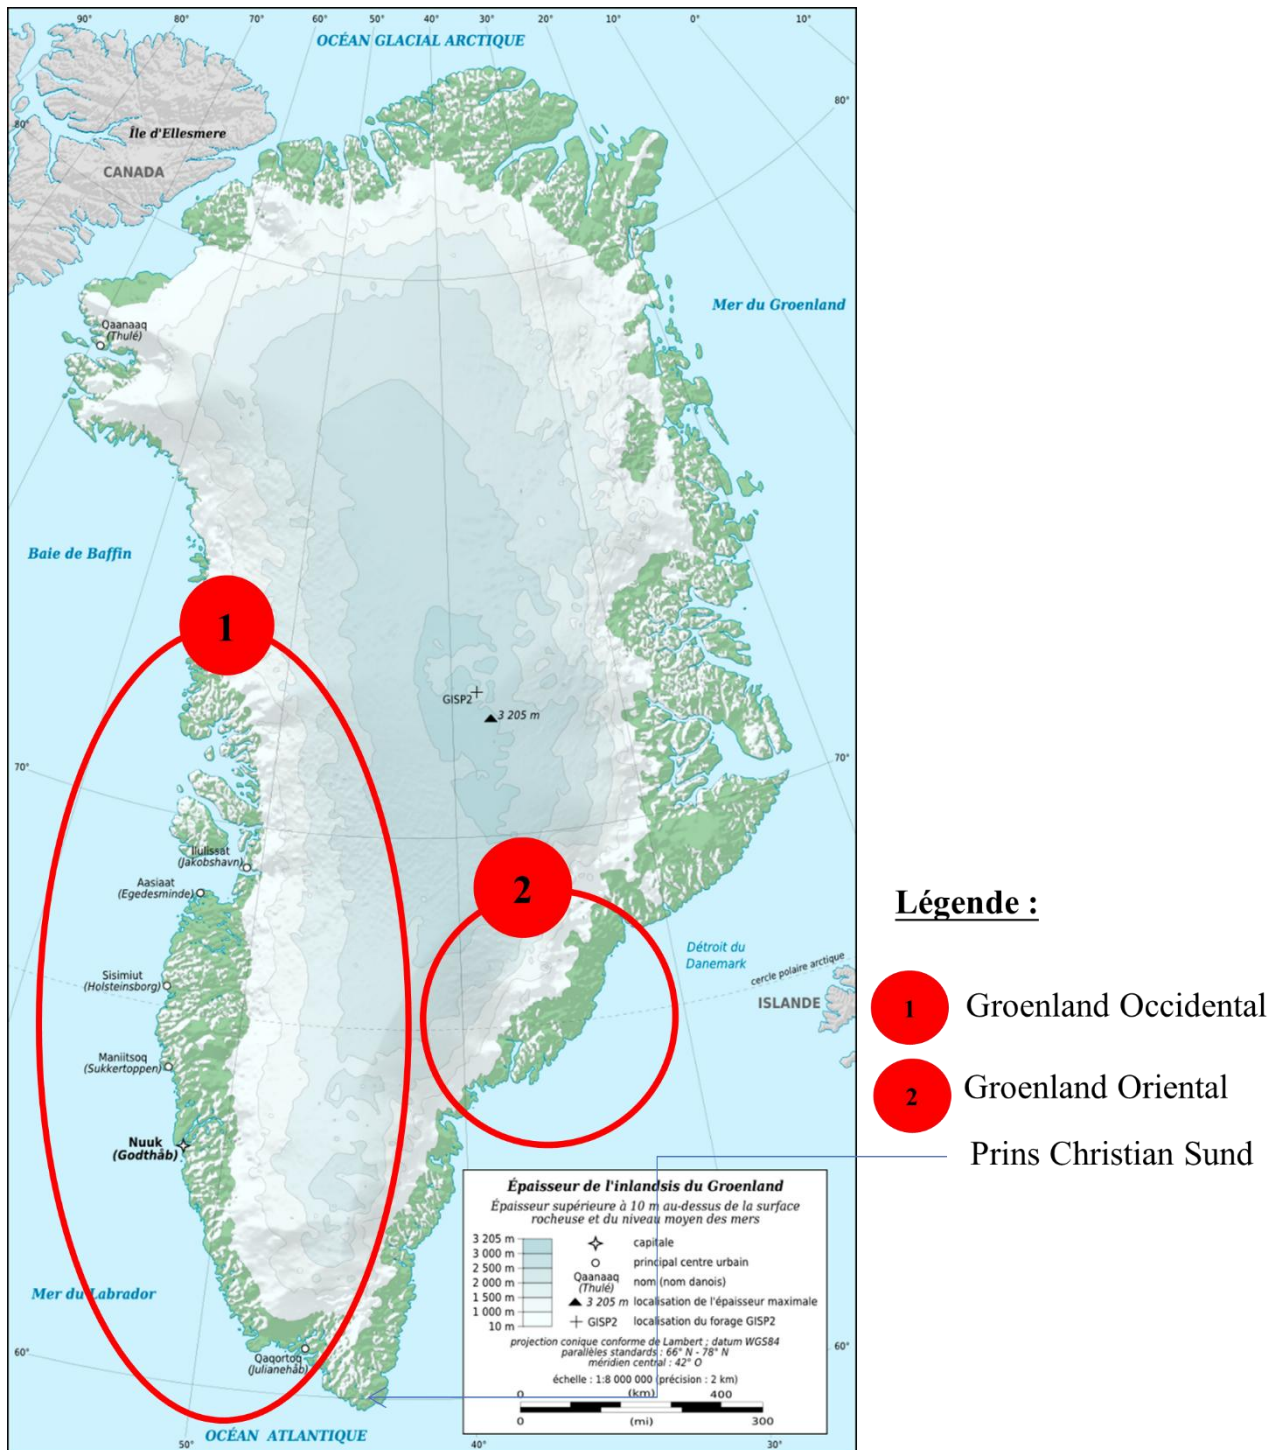 90°
80°
70°
60°
50°
40°
30°
20°
10°
0°
10°
OCÉAN GLACIAL ARCTIQUE
80°
80°
Île d'Ellesmere
CANADA
Mer du Groenland
Qaanaaq
(Thulé)
Baie de Baffin
1
GISP2
3 205 m
70°
70°
Ilulissat
(Jakobshavn)
Aasiaat
(Egedesminde)
2
Détroit du
Danemark
cercle polaire arctique
ISLANDE
Sisimiut
(Holsteinsborg)
Maniitsoq
(Sukkertoppen)
Nuuk
(Godthåb)
Mer du Labrador
60°
60°
Qaqortoq
(Julianehåb)
OCÉAN ATLANTIQUE
50°
40°
30°
Épaisseur de l'inlandsis du Groenland
Épaisseur supérieure à 10 m au-dessus de la surface
rocheuse et du niveau moyen des mers
3 205 m
3 000 m
2 500 m
2 000 m
1 500 m
1 000 m
10 m
capitale
principal centre urbain
Qaanaaq
(Thulé)
nom (nom danois)
3 205 m localisation de l'épaisseur maximale
GISP2 localisation du forage GISP2
projection conique conforme de Lambert ; datum WGS84
parallèles standards : 66° N - 78° N
méridien central : 42° O
échelle : 1:8 000 000 (précision : 2 km)
0 (km) 400
0 (mi) 300
Légende :
1 Groenland Occidental
2 Groenland Oriental
Prins Christian Sund